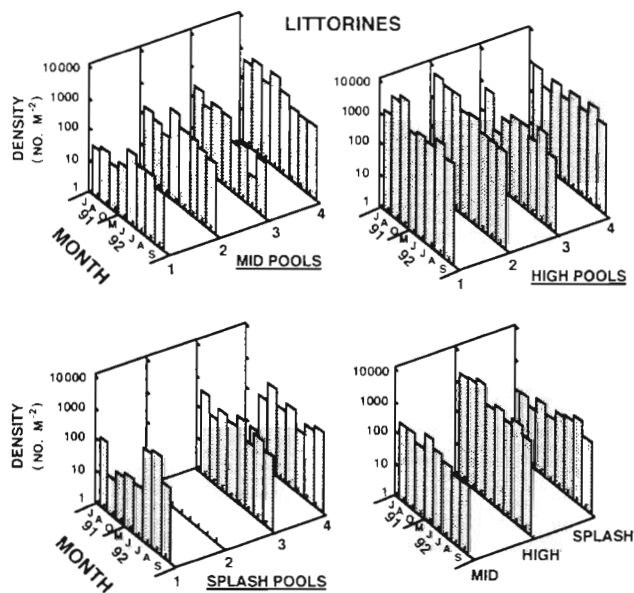 LITTORINES
10000
1000
100
10
1
DENSITY
(NO. M⁻²)
J A O M J J A S
91 92
MONTH
1 2 3 4
MID POOLS
10000
1000
100
10
1
J A O M J J A S
91 92
1 2 3 4
HIGH POOLS
10000
1000
100
10
1
DENSITY
(NO. M⁻²)
J A O M J J A S
91 92
MONTH
1 2 3 4
SPLASH POOLS
10000
1000
100
10
1
J A O M J J A S
91 92
MID HIGH SPLASH